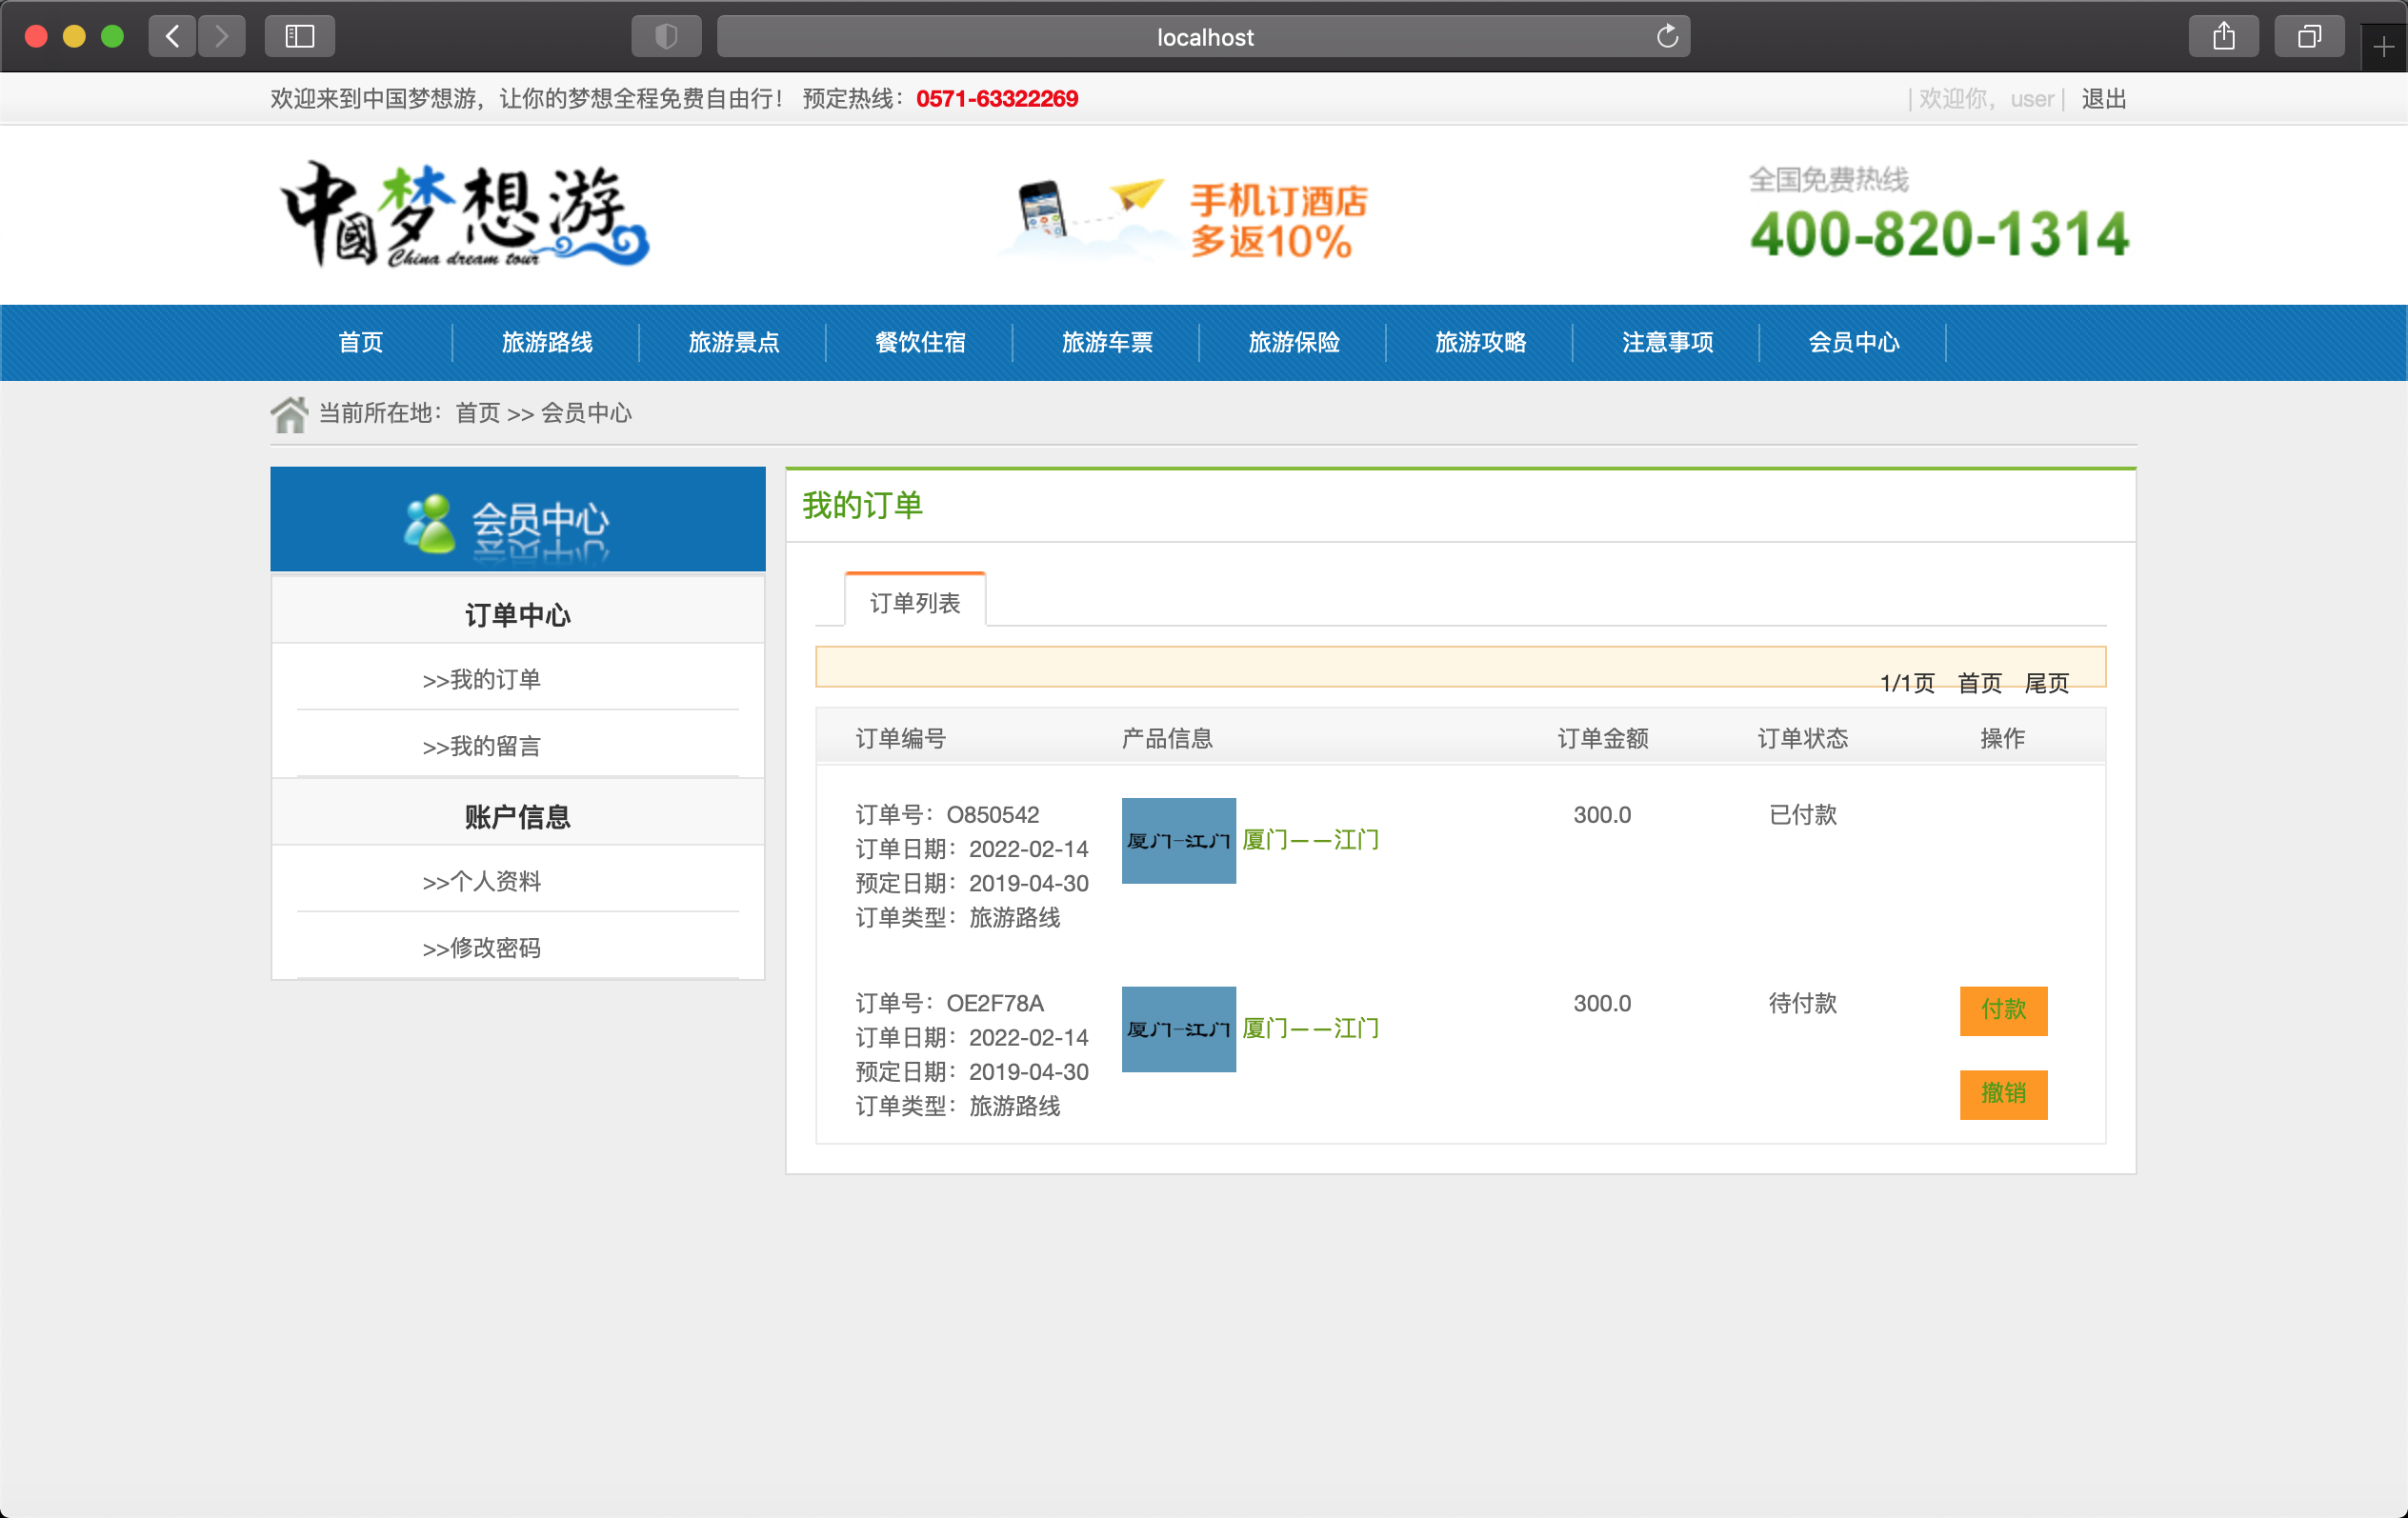 localhost
欢迎来到中国梦想游，让你的梦想全程免费自由行！ 预定热线：0571-63322269
| 欢迎你，user | 退出
中國梦想游
China dream tour
手机订酒店
多返10%
全国免费热线
400-820-1314
首页 旅游路线 旅游景点 餐饮住宿 旅游车票 旅游保险 旅游攻略 注意事项 会员中心
当前所在地：首页 >> 会员中心
会员中心
订单中心
>>我的订单
>>我的留言
账户信息
>>个人资料
>>修改密码
我的订单
订单列表
1/1页 首页 尾页
订单编号 产品信息 订单金额 订单状态 操作
订单号：O850542
订单日期：2022-02-14
预定日期：2019-04-30
订单类型：旅游路线
厦门-江门
厦门——江门
300.0
已付款
订单号：OE2F78A
订单日期：2022-02-14
预定日期：2019-04-30
订单类型：旅游路线
厦门-江门
厦门——江门
300.0
待付款
付款
撤销